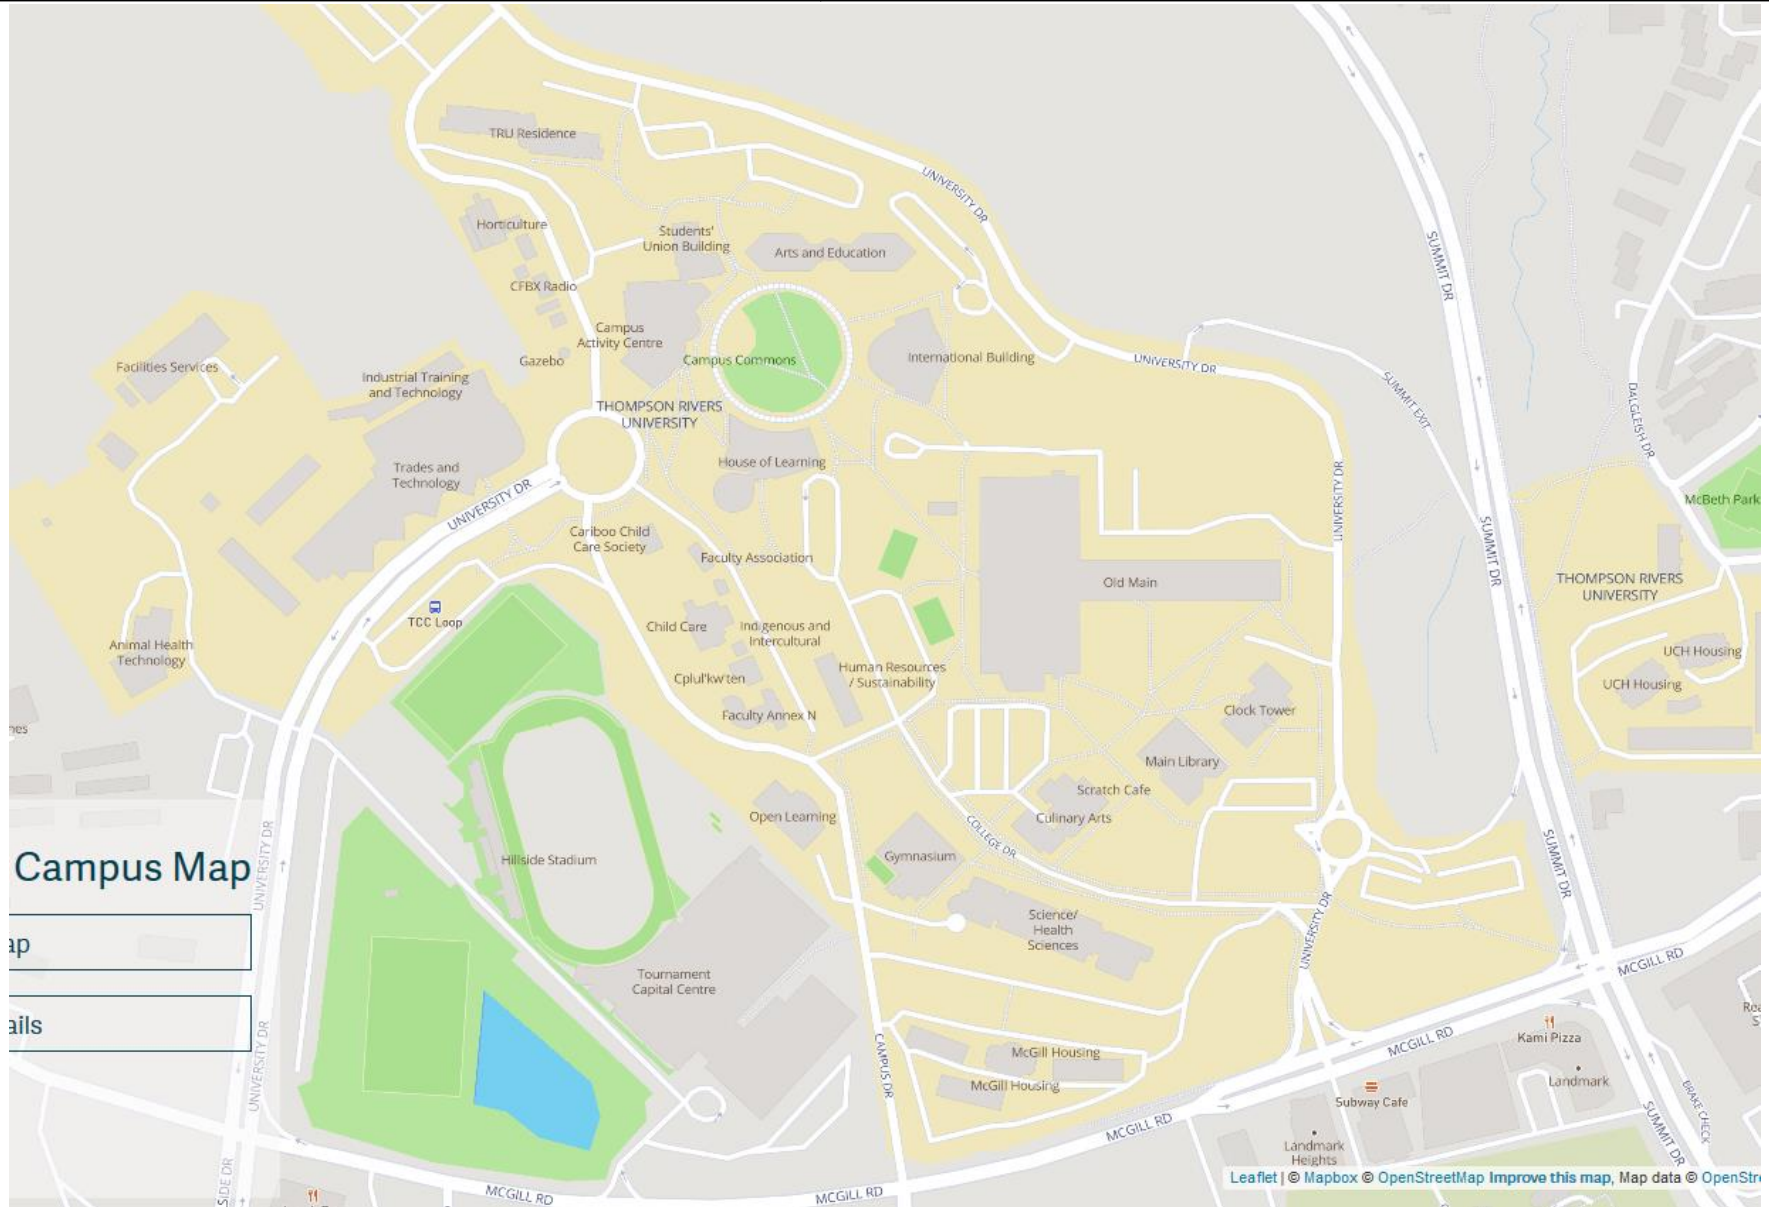 TRU Residence
UNIVERSITY DR
Horticulture
Students'
Union Building
Arts and Education
SUMMIT DR
CFBX Radio
Campus
Activity Centre
Campus Commons
International Building
UNIVERSITY DR
Gazebo
Facilities Services
Industrial Training
and Technology
SUMMIT EXIT
DALGLEISH DR
THOMPSON RIVERS
UNIVERSITY
House of Learning
Trades and
Technology
UNIVERSITY DR
UNIVERSITY DR
McBeth Park
Cariboo Child
Care Society
Faculty Association
SUMMIT DR
Old Main
THOMPSON RIVERS
UNIVERSITY
TCC Loop
Child Care
Indigenous and
Intercultural
Animal Health
Technology
UCH Housing
UCH Housing
Cplul'kw'ten
Human Resources
/ Sustainability
Faculty Annex N
Clock Tower
nes
Main Library
Scratch Cafe
Culinary Arts
Open Learning
COLLEGE DR
Gymnasium
Hillside Stadium
UNIVERSITY DR
SUMMIT DR
Campus Map
ap
ails
Science/
Health
Sciences
UNIVERSITY DR
Tournament
Capital Centre
MCGILL RD
MCGILL RD
Kami Pizza
UNIVERSITY DR
CAMPUS DR
McGill Housing
McGill Housing
Landmark
Subway Cafe
BRAKE CHECK
SUMMIT DR
MCGILL RD
Landmark
Heights
SIDE DR
MCGILL RD
MCGILL RD
Leaflet | © Mapbox © OpenStreetMap Improve this map, Map data © OpenStre